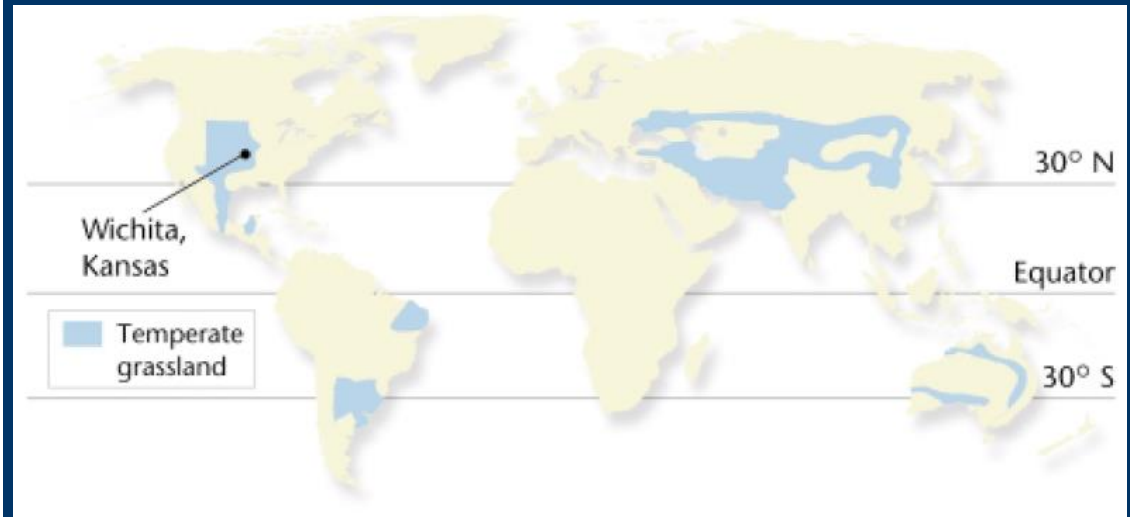 30° N
Wichita,
Kansas
Equator
Temperate
grassland
30° S